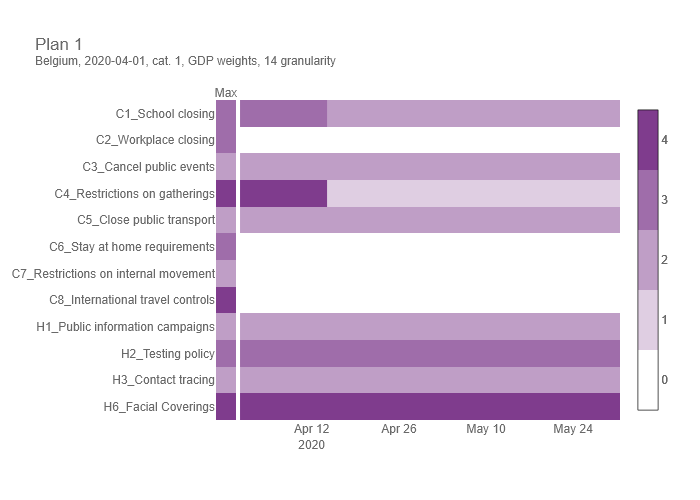 Plan 1
Belgium, 2020-04-01, cat. 1, GDP weights, 14 granularity
Max
C1_School closing
C2_Workplace closing
C3_Cancel public events
C4_Restrictions on gatherings
C5_Close public transport
C6_Stay at home requirements
C7_Restrictions on internal movement
C8_International travel controls
H1_Public information campaigns
H2_Testing policy
H3_Contact tracing
H6_Facial Coverings
Apr 12
2020
Apr 26
May 10
May 24
4
3
2
1
0